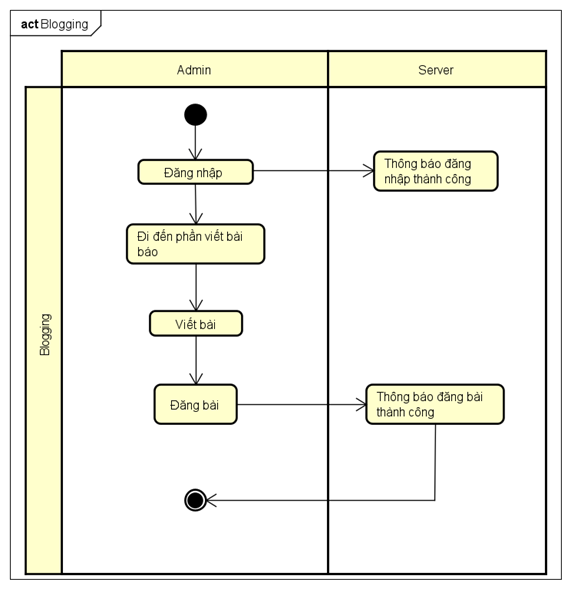 act Blogging
Admin
Server
Blogging
Đăng nhập
Thông báo đăng
nhập thành công
Đi đến phần viết bài
báo
Viết bài
Đăng bài
Thông báo đăng bài
thành công